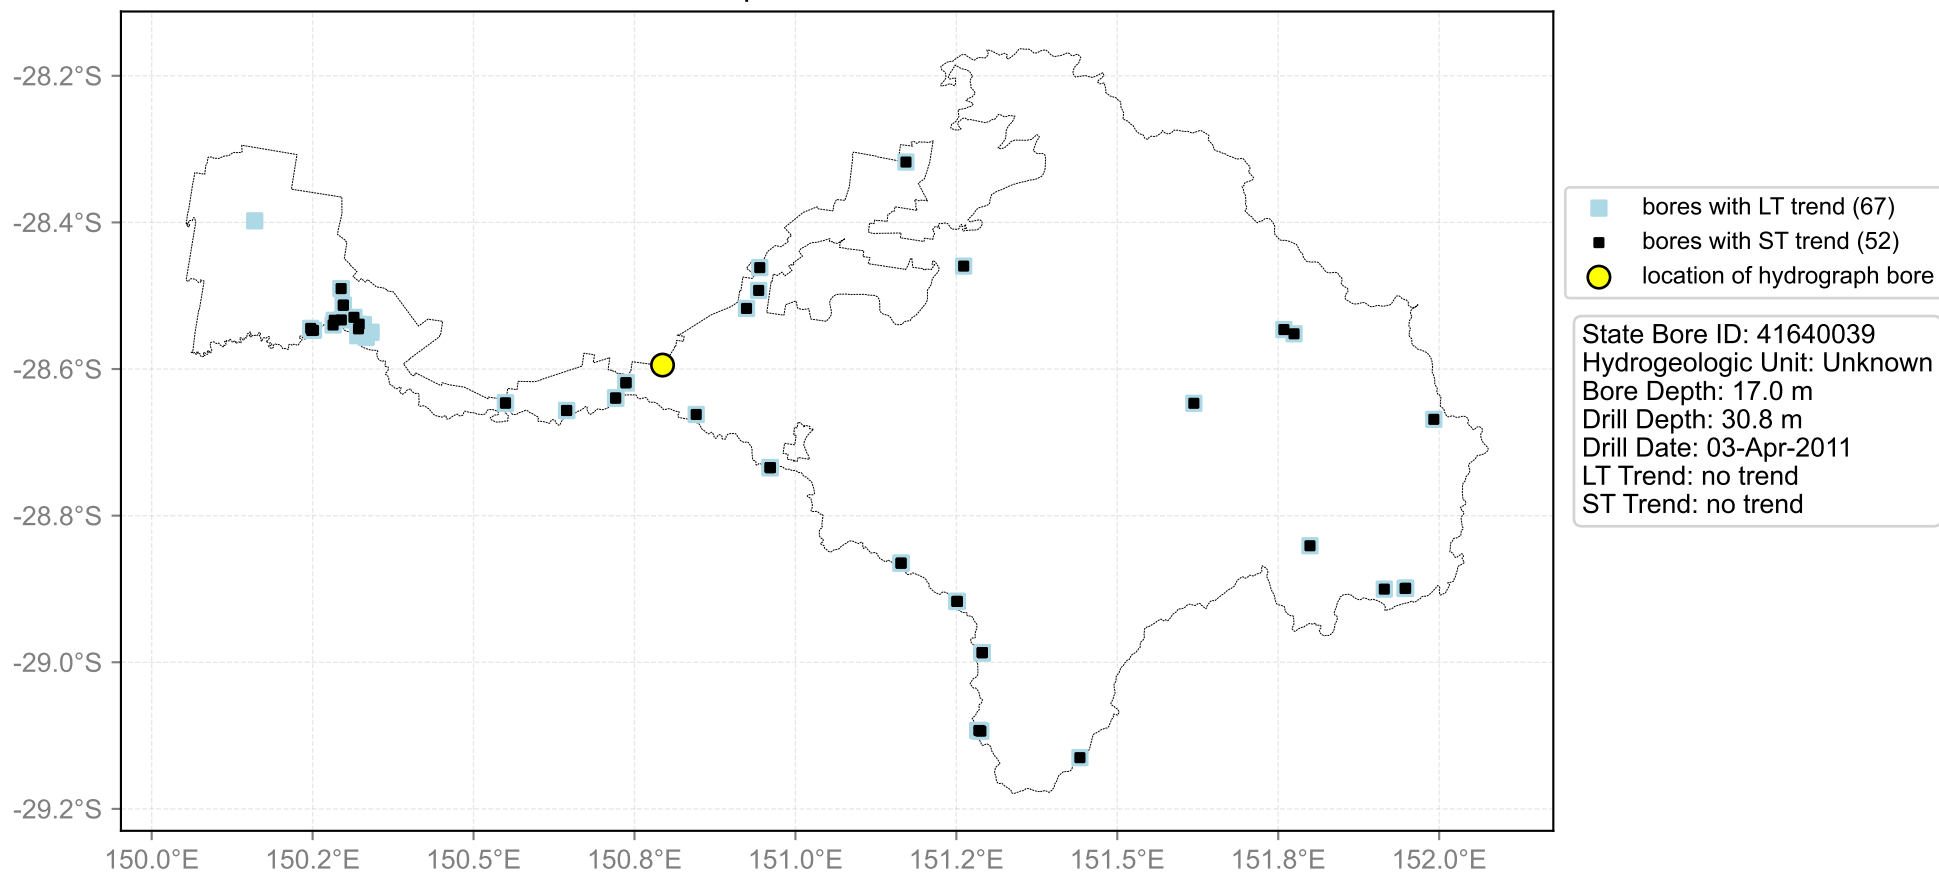 -28.2°S
-28.4°S
-28.6°S
-28.8°S
-29.0°S
-29.2°S
150.0°E
150.2°E
150.5°E
150.8°E
151.0°E
151.2°E
151.5°E
151.8°E
152.0°E
bores with LT trend (67)
bores with ST trend (52)
location of hydrograph bore
State Bore ID: 41640039
Hydrogeologic Unit: Unknown
Bore Depth: 17.0 m
Drill Depth: 30.8 m
Drill Date: 03-Apr-2011
LT Trend: no trend
ST Trend: no trend